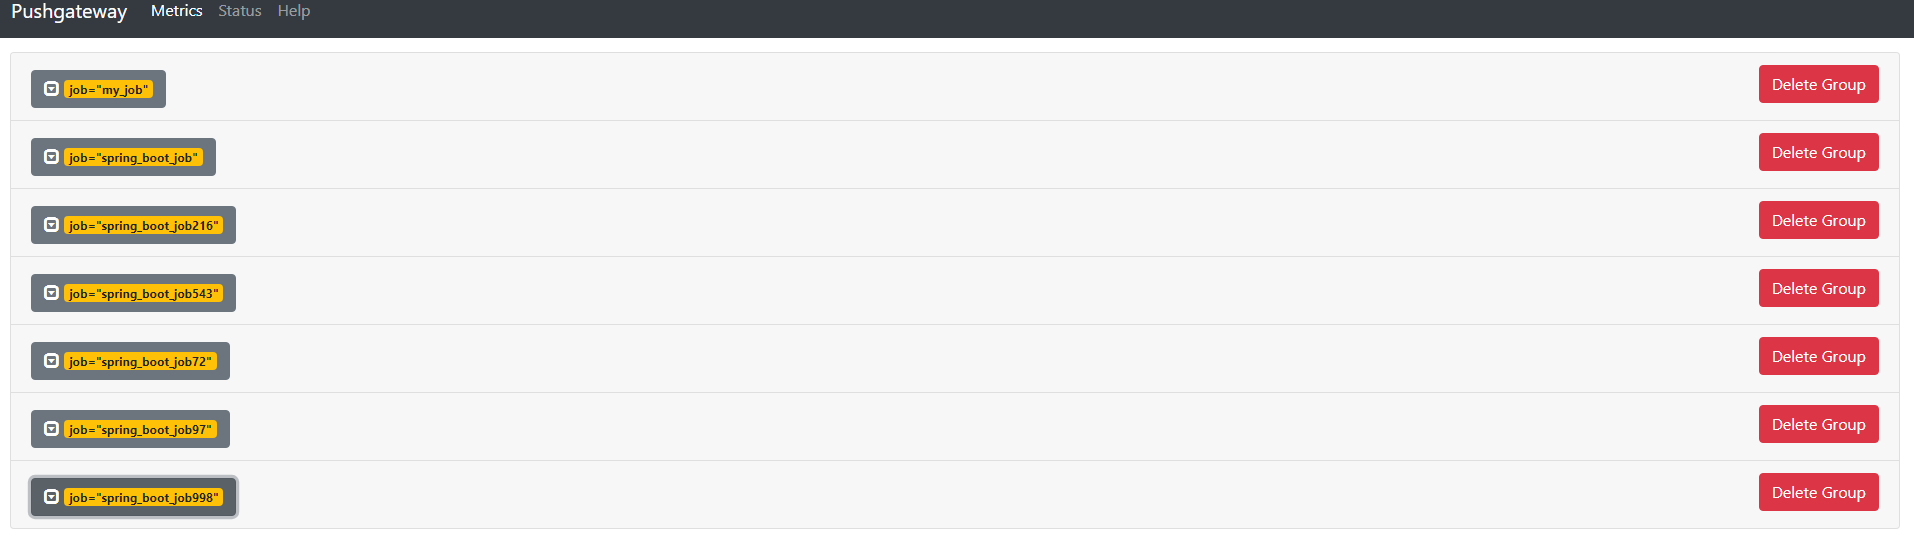 Pushgateway Metrics Status Help
job="my_job" Delete Group
job="spring_boot_job" Delete Group
job="spring_boot_job216" Delete Group
job="spring_boot_job543" Delete Group
job="spring_boot_job72" Delete Group
job="spring_boot_job97" Delete Group
job="spring_boot_job998" Delete Group